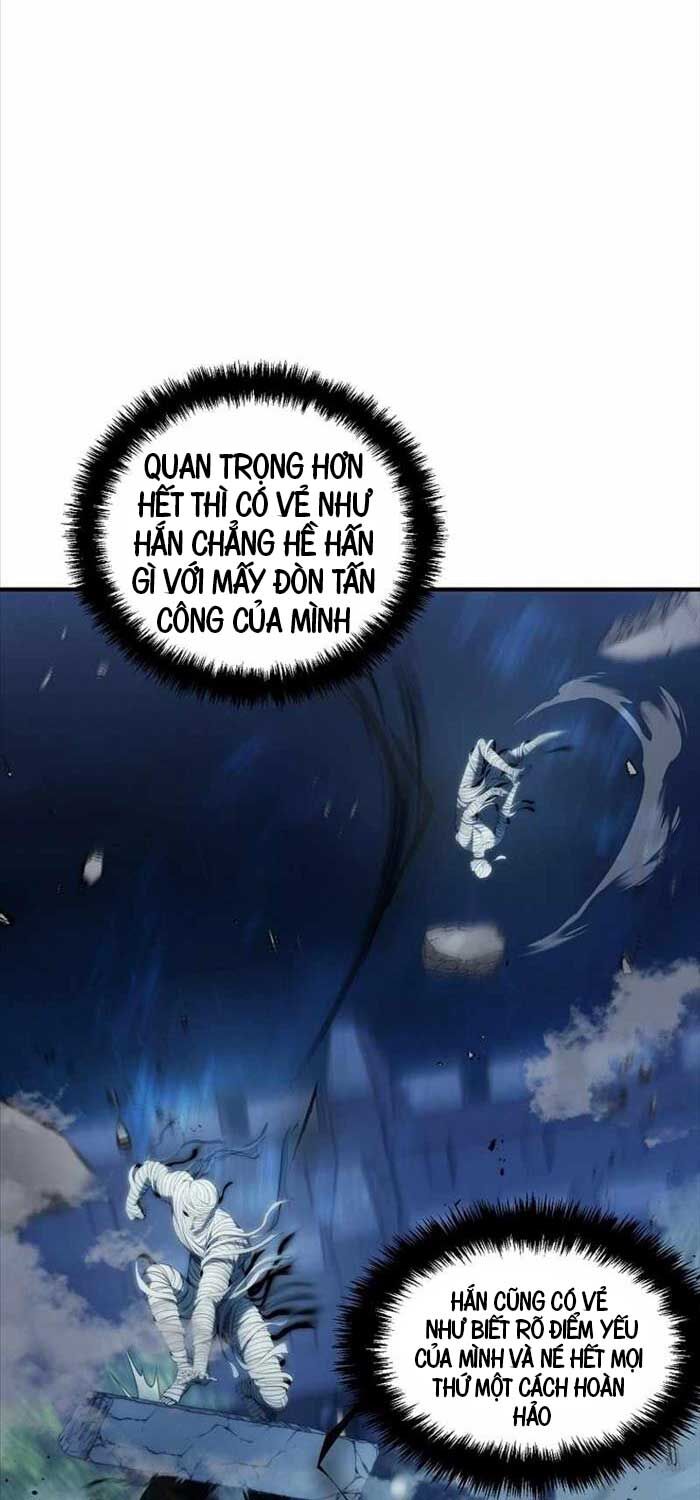 QUAN TRỌNG HƠN
HẾT THÌ CÓ VẺ NHƯ
HẮN CHẲNG HỀ HẤN
GÌ VỚI MẤY ĐÒN TẤN
CÔNG CỦA MÌNH
HẮN CŨNG CÓ VẺ
NHƯ BIẾT RÕ ĐIỂM YẾU
CỦA MÌNH VÀ NÉ HẾT MỌI
THỨ MỘT CÁCH HOÀN
HẢO